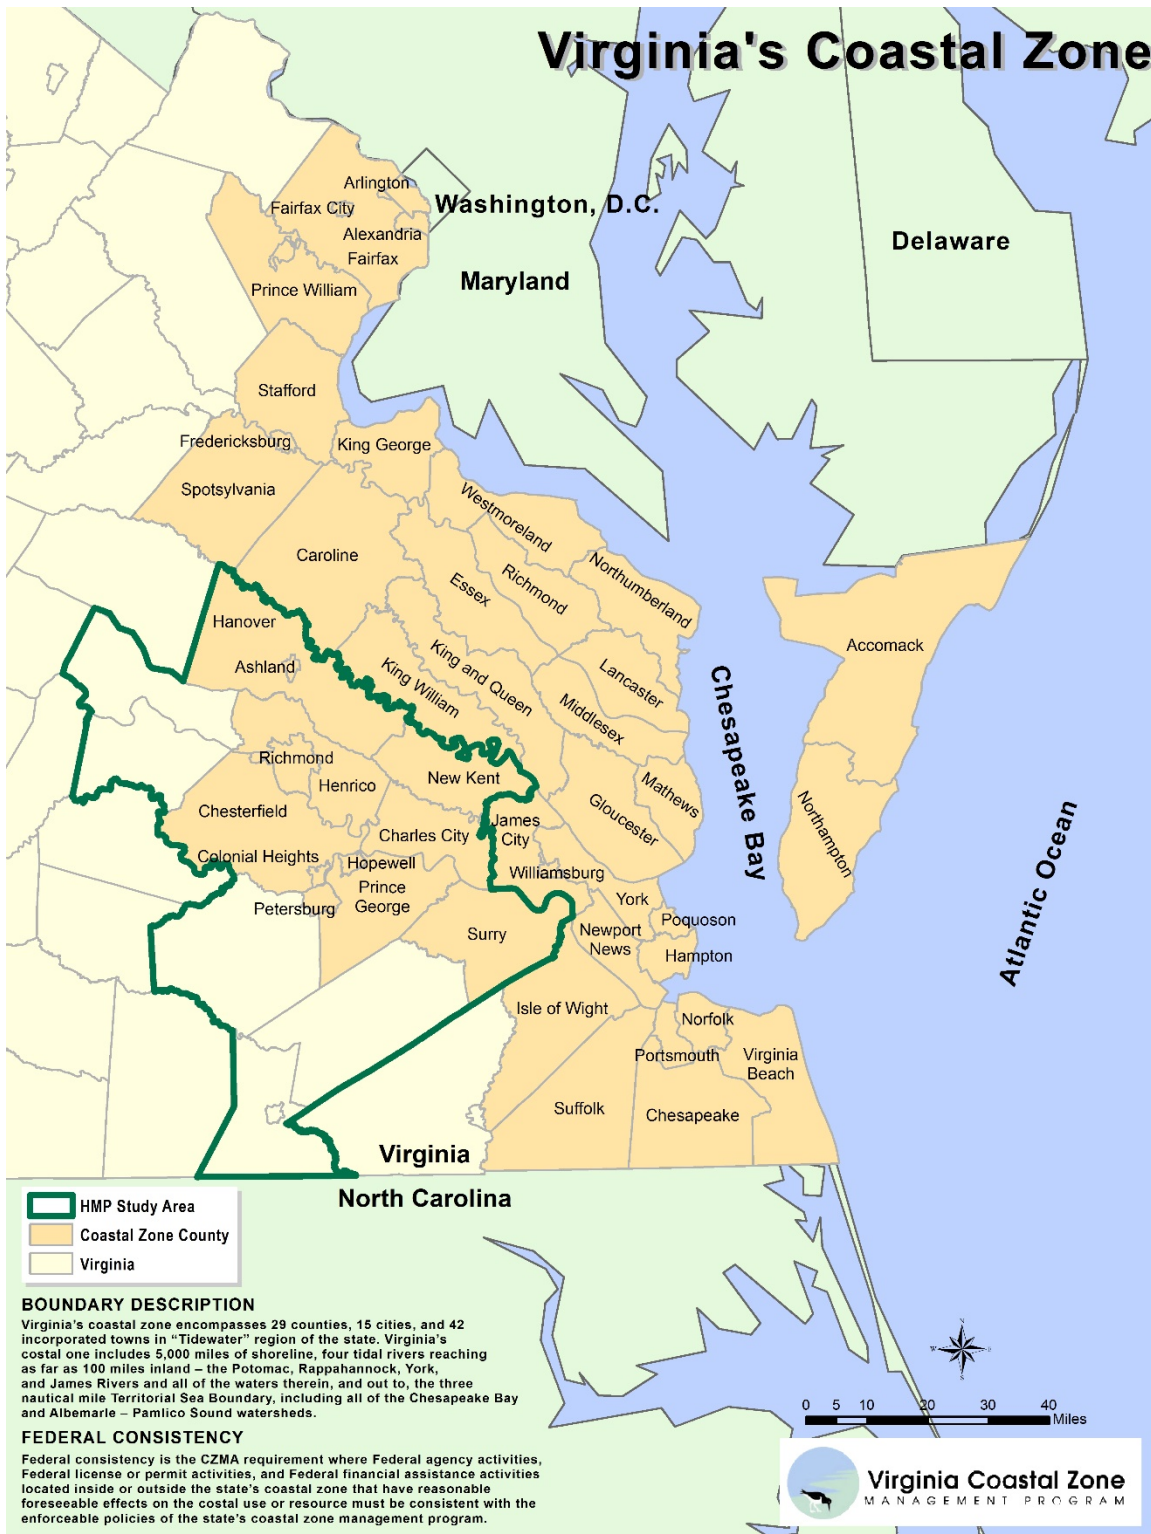 Virginia's Coastal Zone
Arlington
Washington, D.C.
Fairfax City
Alexandria
Fairfax
Delaware
Maryland
Prince William
Stafford
Fredericksburg
King George
Spotsylvania
Westmoreland
Caroline
Northumberland
Richmond
Essex
Hanover
Accomack
Ashland
King and Queen
King William
Lancaster
Middlesex
Chesapeake Bay
Richmond
New Kent
Henrico
Mathews
Chesterfield
Gloucester
Northampton
James
City
Charles City
Colonial Heights
Hopewell
Williamsburg
Prince
George
Petersburg
York
Poquoson
Newport
News
Surry
Hampton
Atlantic Ocean
Isle of Wight
Norfolk
Portsmouth
Virginia
Beach
Suffolk
Chesapeake
Virginia
North Carolina
HMP Study Area
Coastal Zone County
Virginia
BOUNDARY DESCRIPTION
Virginia's coastal zone encompasses 29 counties, 15 cities, and 42
incorporated towns in “Tidewater” region of the state. Virginia's
costal one includes 5,000 miles of shoreline, four tidal rivers reaching
as far as 100 miles inland – the Potomac, Rappahannock, York,
and James Rivers and all of the waters therein, and out to, the three
nautical mile Territorial Sea Boundary, including all of the Chesapeake Bay
and Albemarle – Pamlico Sound watersheds.
FEDERAL CONSISTENCY
Federal consistency is the CZMA requirement where Federal agency activities,
Federal license or permit activities, and Federal financial assistance activities
located inside or outside the state's coastal zone that have reasonable
foreseeable effects on the costal use or resource must be consistent with the
enforceable policies of the state's coastal zone management program.
N
W E
S
0 5 10 20 30 40
Miles
Virginia Coastal Zone
MANAGEMENT PROGRAM